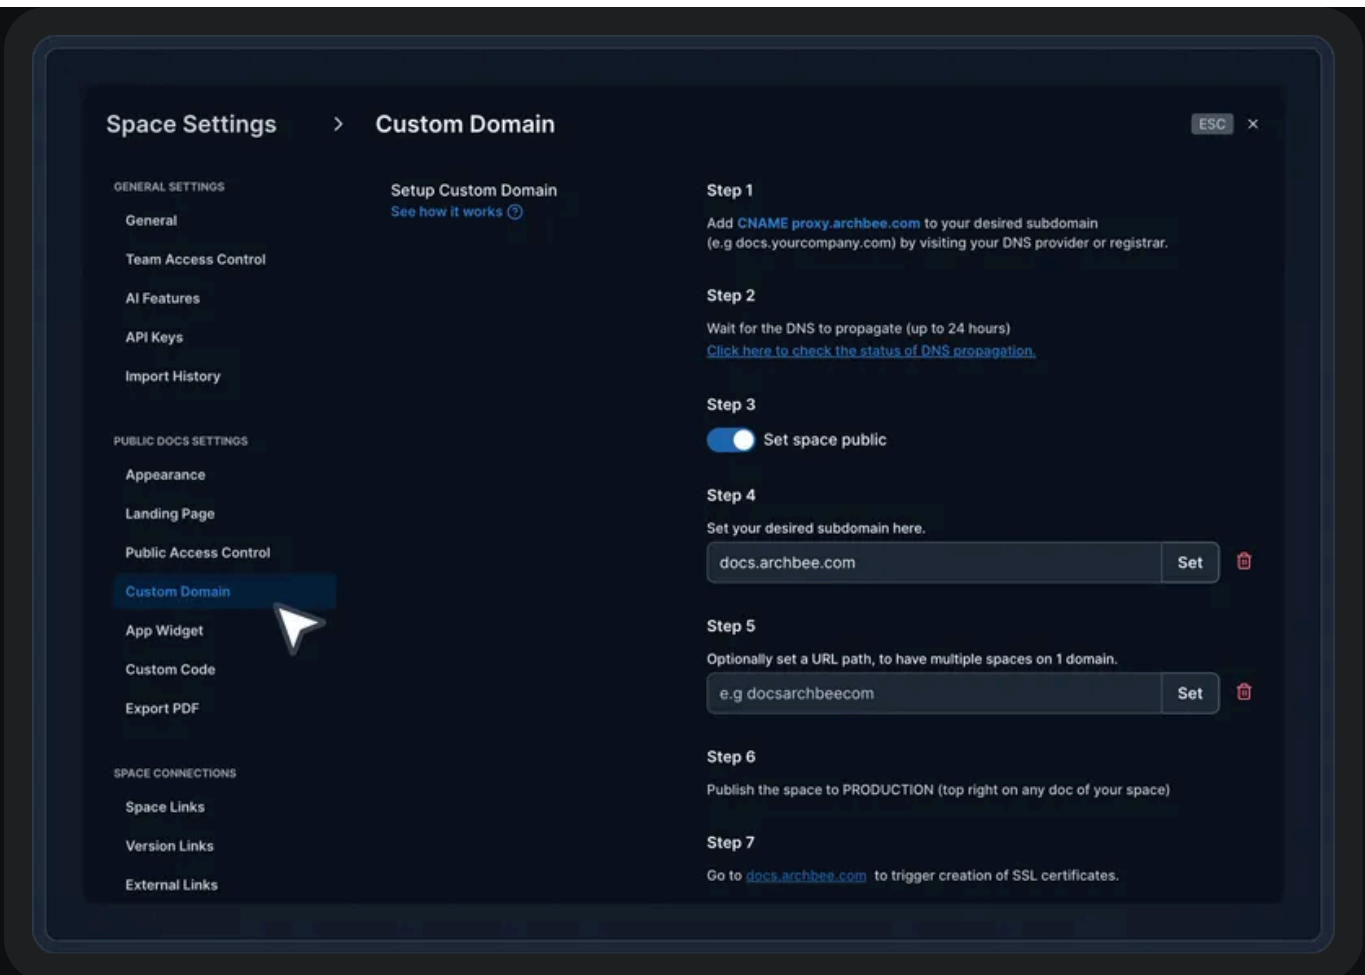 Space Settings > Custom Domain
ESC ×
GENERAL SETTINGS
General
Team Access Control
AI Features
API Keys
Import History
PUBLIC DOCS SETTINGS
Appearance
Landing Page
Public Access Control
Custom Domain
App Widget
Custom Code
Export PDF
SPACE CONNECTIONS
Space Links
Version Links
External Links
Setup Custom Domain
See how it works ?
Step 1
Add CNAME proxy.archbee.com to your desired subdomain
(e.g docs.yourcompany.com) by visiting your DNS provider or registrar.
Step 2
Wait for the DNS to propagate (up to 24 hours)
Click here to check the status of DNS propagation.
Step 3
Set space public
Step 4
Set your desired subdomain here.
docs.archbee.com Set
Step 5
Optionally set a URL path, to have multiple spaces on 1 domain.
e.g docsarchbeecom Set
Step 6
Publish the space to PRODUCTION (top right on any doc of your space)
Step 7
Go to docs.archbee.com to trigger creation of SSL certificates.